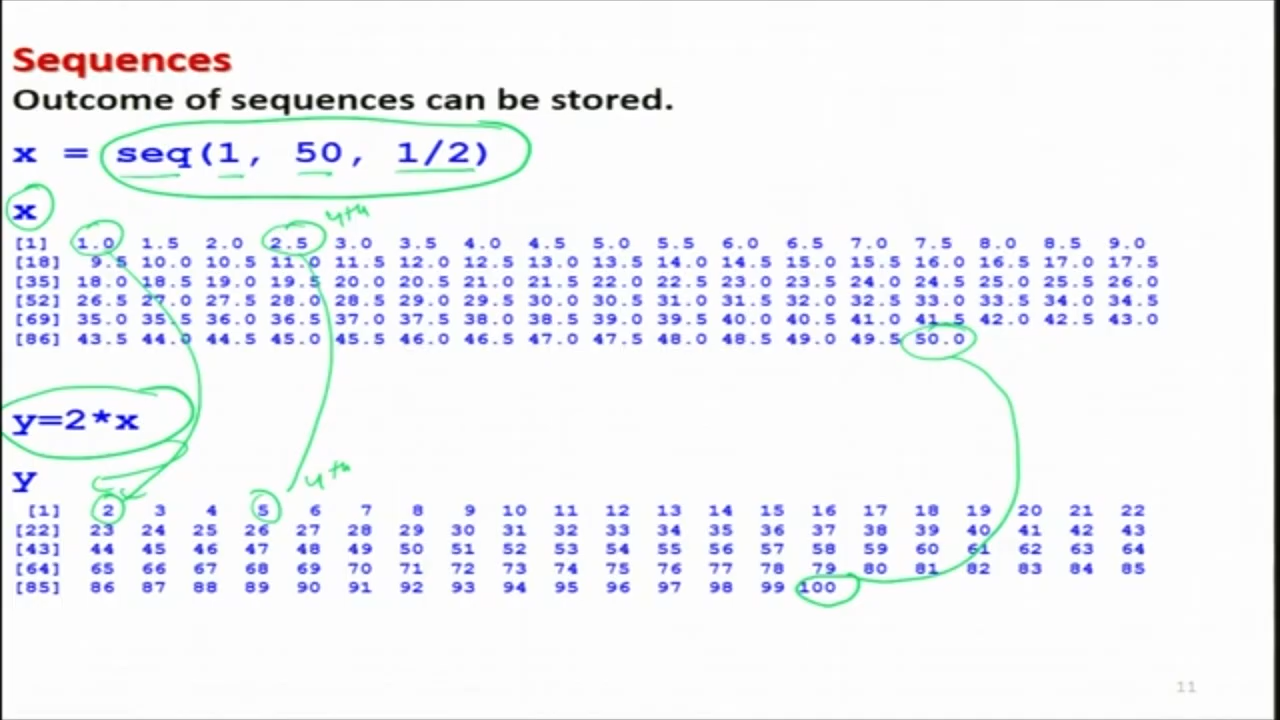 Sequences
Outcome of sequences can be stored.
x = seq(1, 50, 1/2)
x
4th
[1] 1.0 1.5 2.0 2.5 3.0 3.5 4.0 4.5 5.0 5.5 6.0 6.5 7.0 7.5 8.0 8.5 9.0
[18] 9.5 10.0 10.5 11.0 11.5 12.0 12.5 13.0 13.5 14.0 14.5 15.0 15.5 16.0 16.5 17.0 17.5
[35] 18.0 18.5 19.0 19.5 20.0 20.5 21.0 21.5 22.0 22.5 23.0 23.5 24.0 24.5 25.0 25.5 26.0
[52] 26.5 27.0 27.5 28.0 28.5 29.0 29.5 30.0 30.5 31.0 31.5 32.0 32.5 33.0 33.5 34.0 34.5
[69] 35.0 35.5 36.0 36.5 37.0 37.5 38.0 38.5 39.0 39.5 40.0 40.5 41.0 41.5 42.0 42.5 43.0
[86] 43.5 44.0 44.5 45.0 45.5 46.0 46.5 47.0 47.5 48.0 48.5 49.0 49.5 50.0
y=2*x
y
4th
[1] 2 3 4 5 6 7 8 9 10 11 12 13 14 15 16 17 18 19 20 21 22
[22] 23 24 25 26 27 28 29 30 31 32 33 34 35 36 37 38 39 40 41 42 43
[43] 44 45 46 47 48 49 50 51 52 53 54 55 56 57 58 59 60 61 62 63 64
[64] 65 66 67 68 69 70 71 72 73 74 75 76 77 78 79 80 81 82 83 84 85
[85] 86 87 88 89 90 91 92 93 94 95 96 97 98 99 100
11